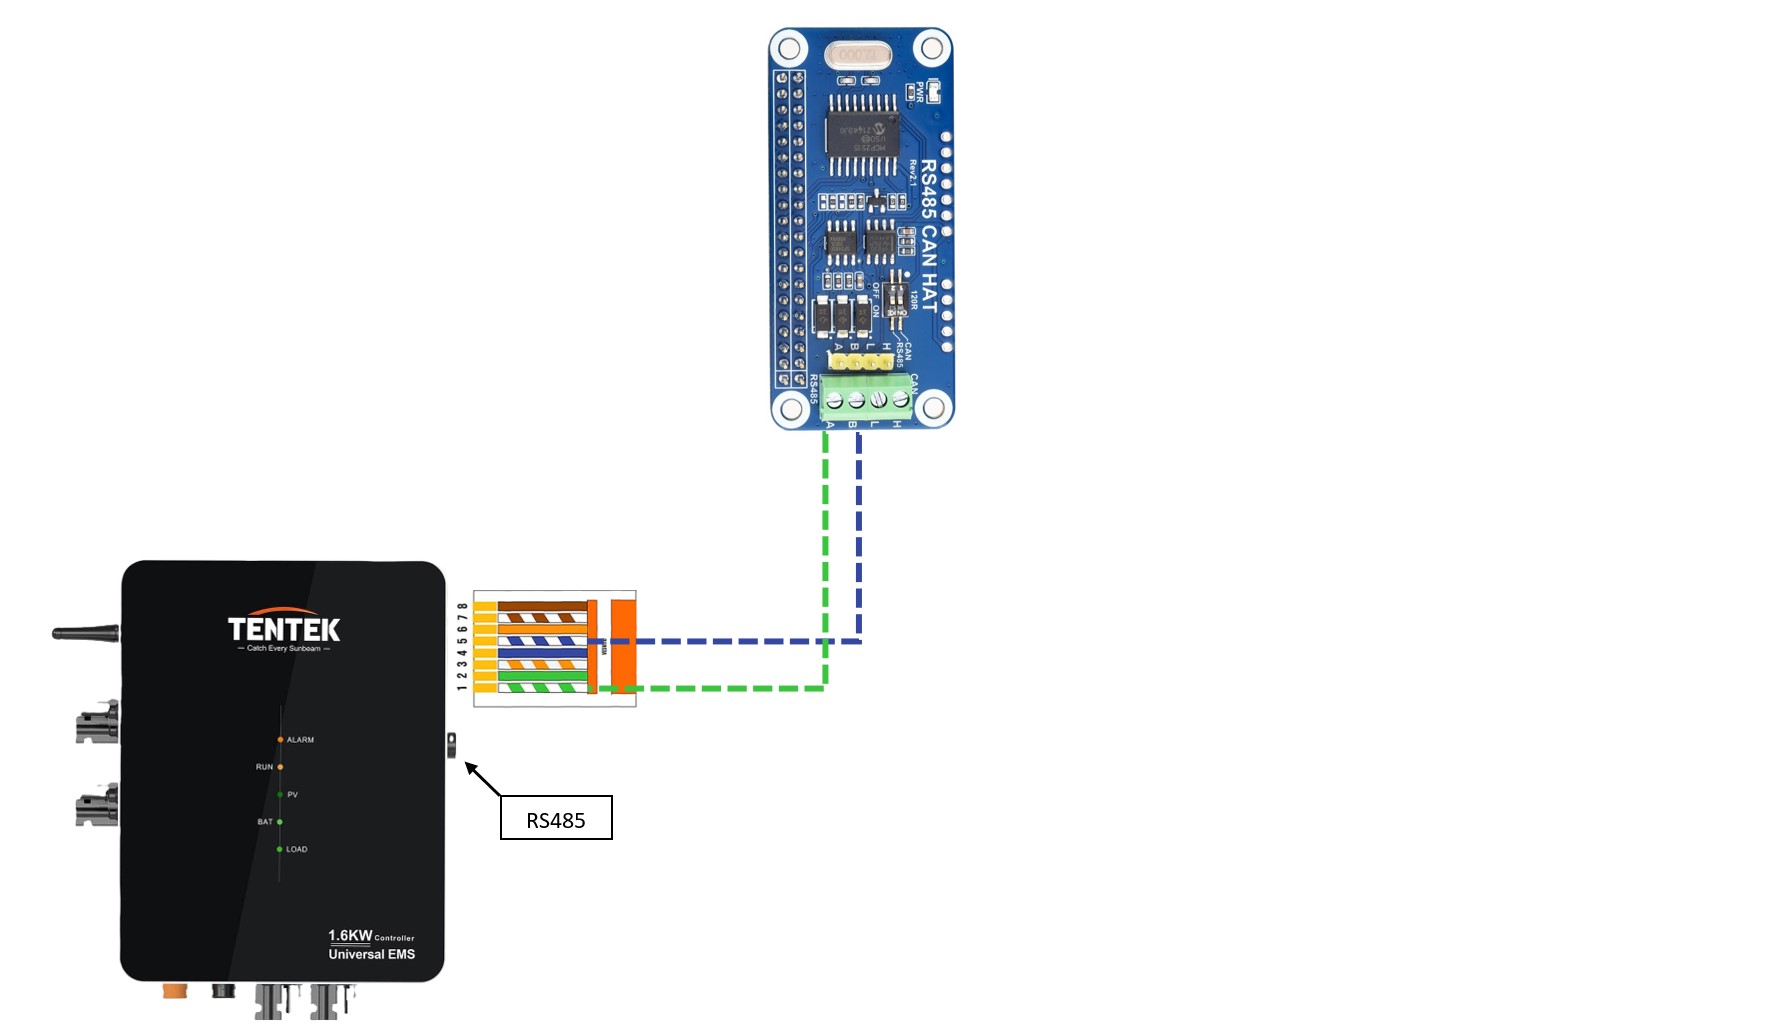 PWR
MCP2515
Rev2.1
RS485 CAN HAT
120R
OFF ON
CAN
RS485
A B L H
RS485
CAN
A B L H
TENTEK
Catch Every Sunbeam
ALARM
RUN
PV
BAT
LOAD
1.6KW Controller
Universal EMS
8
7
6
5
4
3
2
1
RS485